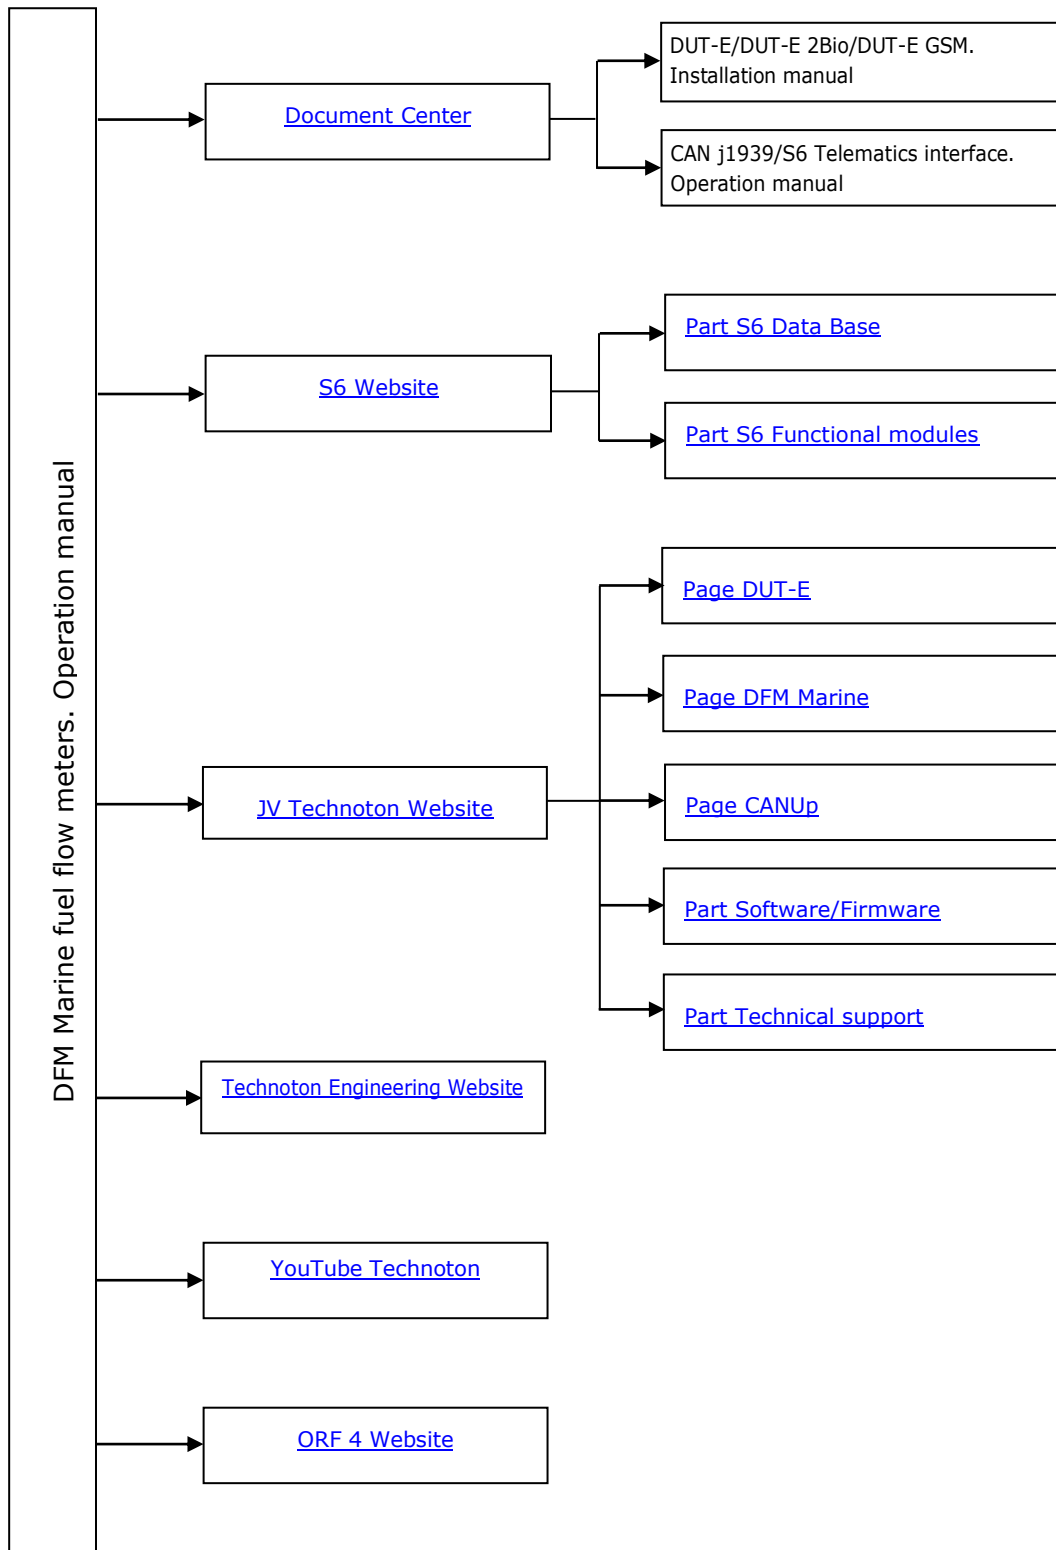 DFM Marine fuel flow meters. Operation manual
Document Center
DUT-E/DUT-E 2Bio/DUT-E GSM.
Installation manual
CAN j1939/S6 Telematics interface.
Operation manual
S6 Website
Part S6 Data Base
Part S6 Functional modules
JV Technoton Website
Page DUT-E
Page DFM Marine
Page CANUp
Part Software/Firmware
Part Technical support
Technoton Engineering Website
YouTube Technoton
ORF 4 Website